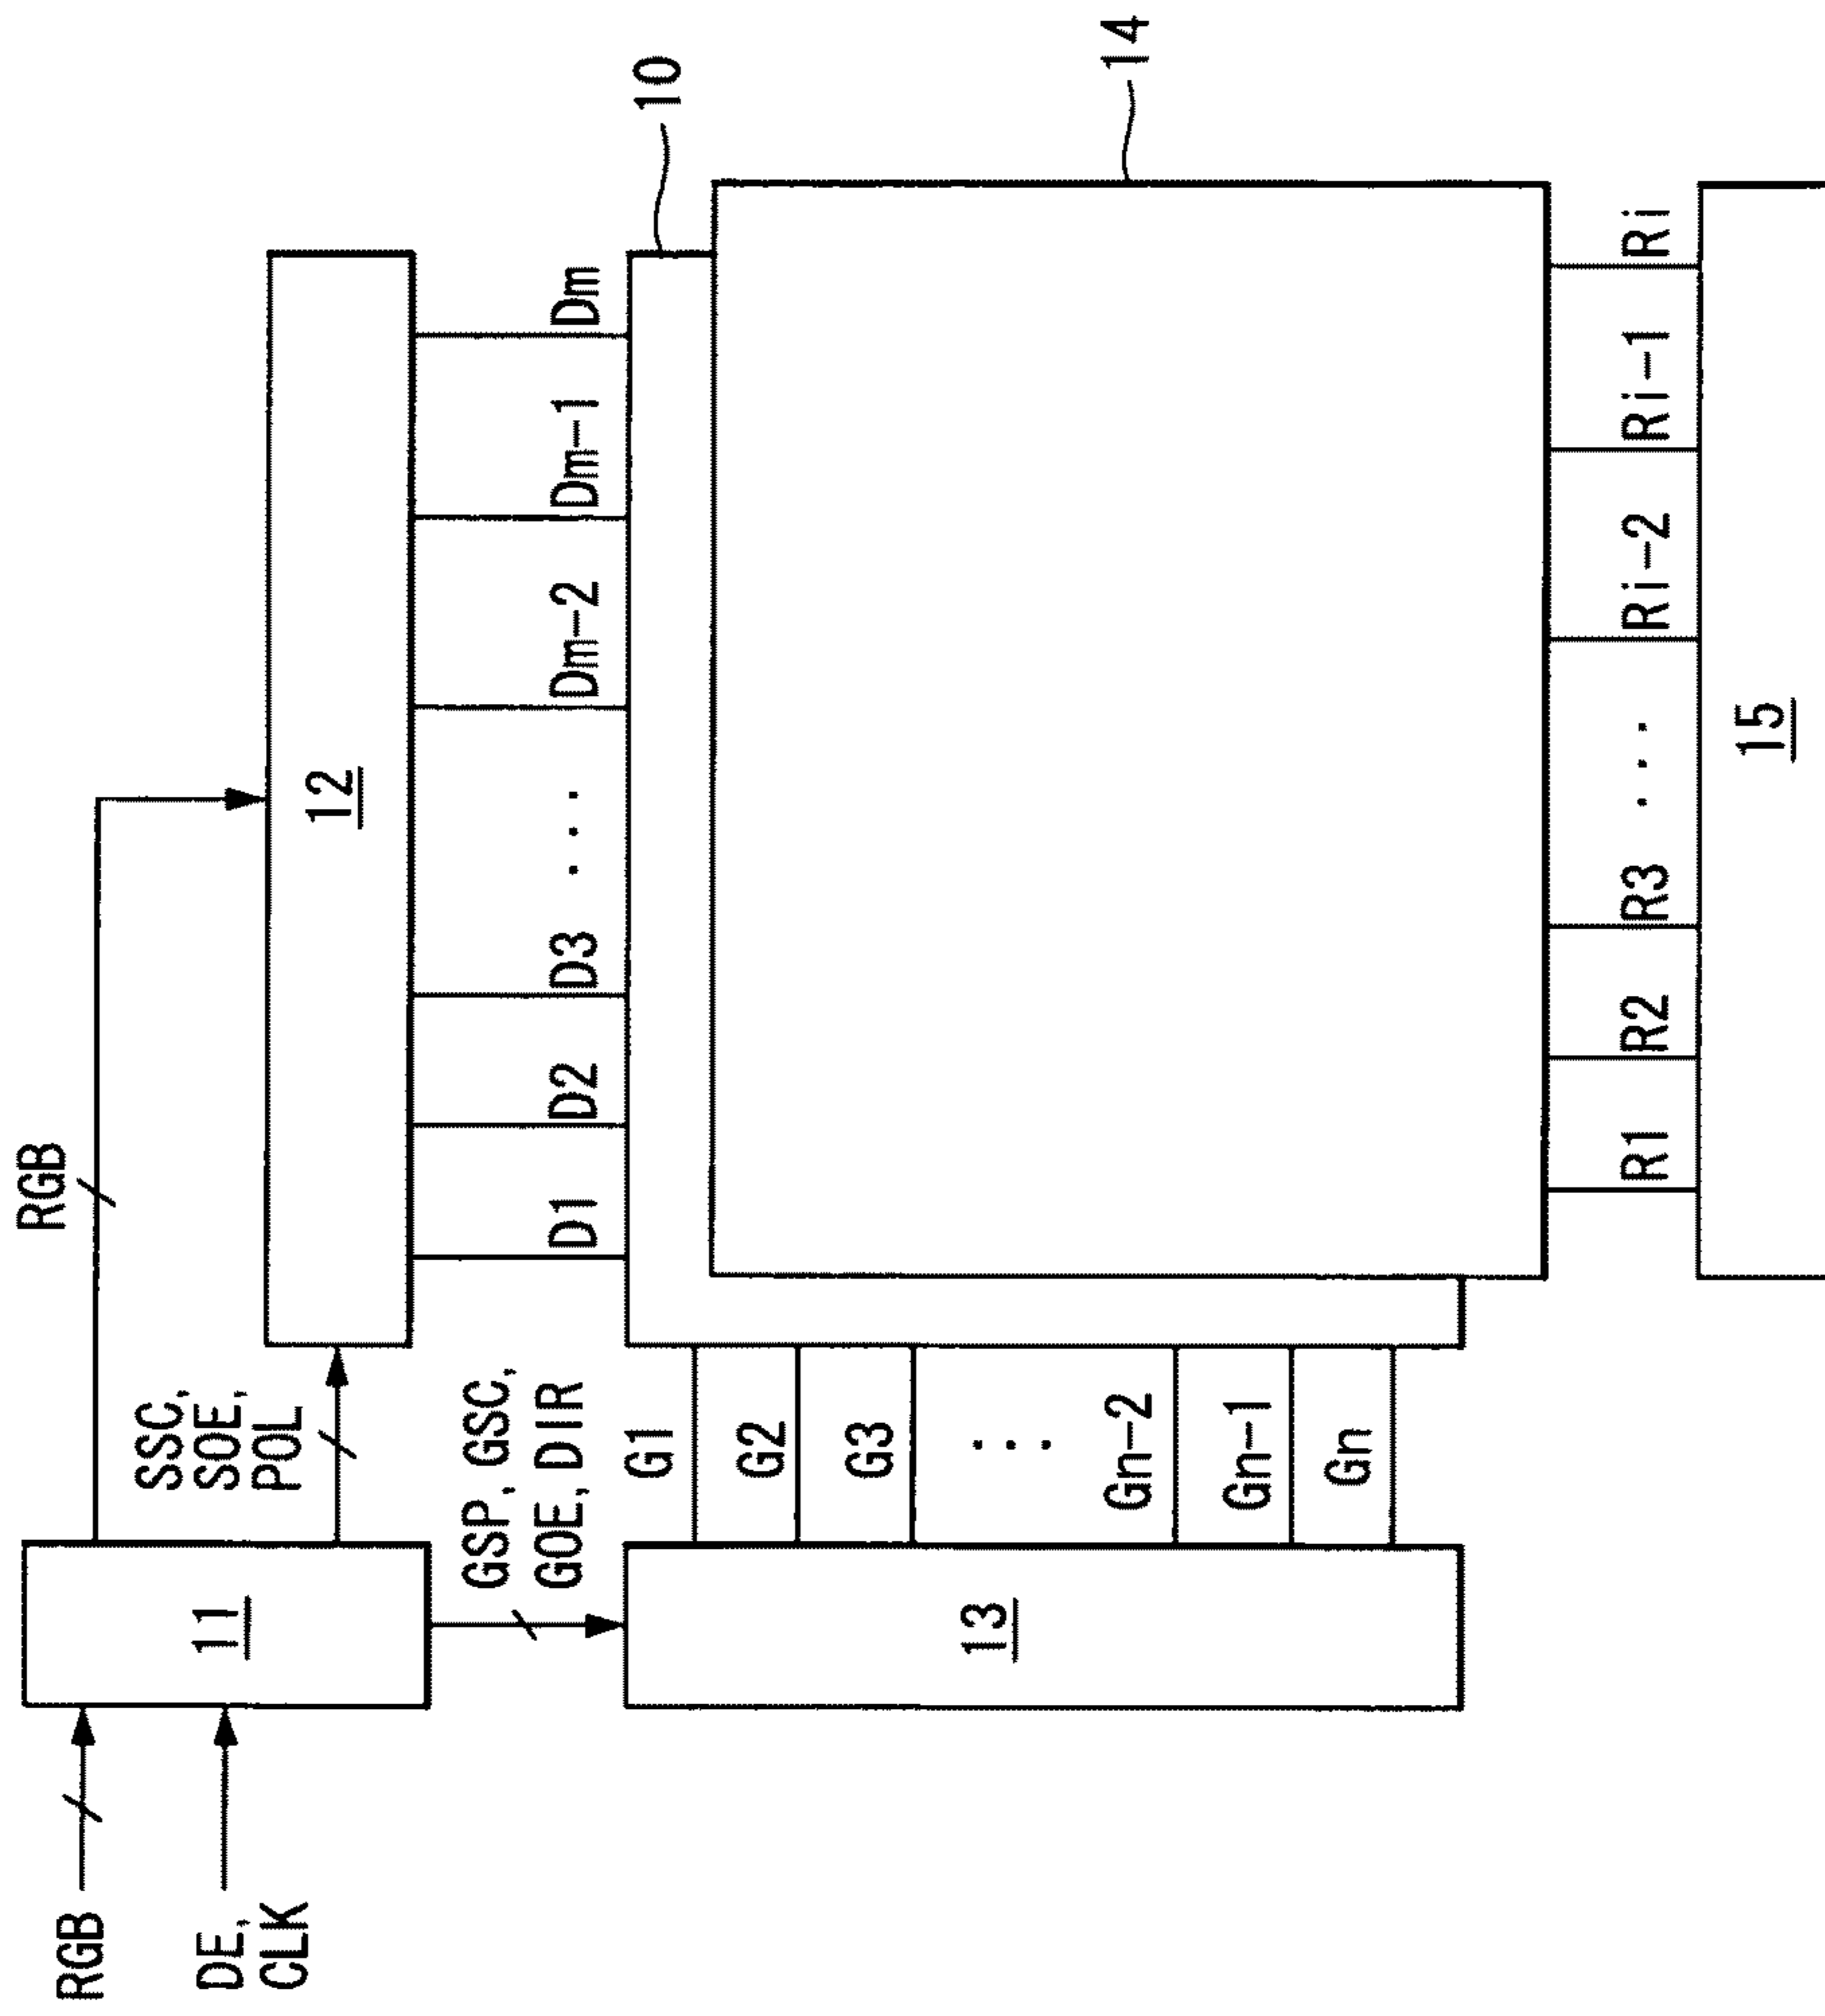 RGB
DE,
CLK
11
RGB
SSC,
SOE,
POL
GSP, GSC,
GOE, DIR
12
D1 D2 D3 ... Dm-2 Dm-1 Dm
10
14
13
G1
G2
G3
...
Gn-2
Gn-1
Gn
R1 R2 R3 ... Ri-2 Ri-1 Ri
15